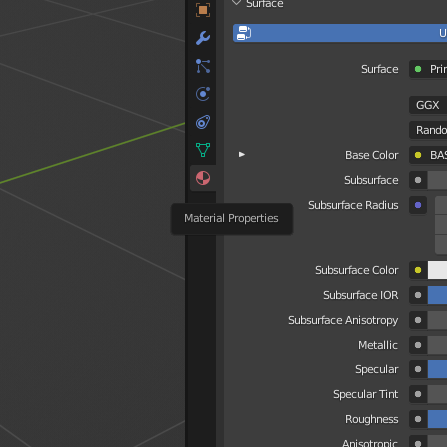 Surface
U
Surface
Prin
GGX
Rando
Base Color
BAS
Subsurface
Subsurface Radius
Material Properties
Subsurface Color
Subsurface IOR
Subsurface Anisotropy
Metallic
Specular
Specular Tint
Roughness
Anisotropic